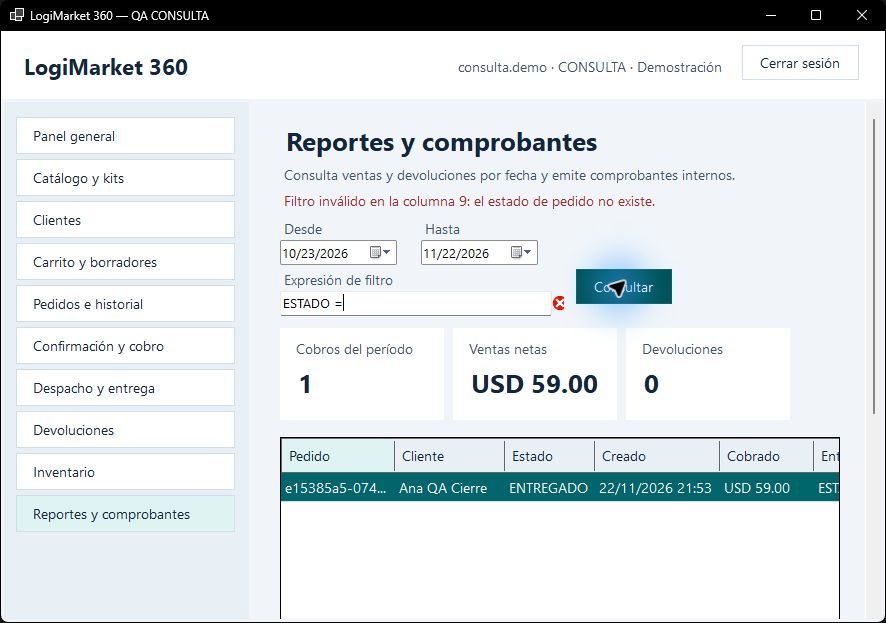 LogiMarket 360 — QA CONSULTA
LogiMarket 360
consulta.demo · CONSULTA · Demostración
Cerrar sesión
Panel general
Catálogo y kits
Clientes
Carrito y borradores
Pedidos e historial
Confirmación y cobro
Despacho y entrega
Devoluciones
Inventario
Reportes y comprobantes
Reportes y comprobantes
Consulta ventas y devoluciones por fecha y emite comprobantes internos.
Filtro inválido en la columna 9: el estado de pedido no existe.
Desde Hasta
10/23/2026 11/22/2026
Expresión de filtro
ESTADO =
Cobros del período Ventas netas Devoluciones
1 USD 59.00 0
Pedido Cliente Estado Creado Cobrado Ent
e15385a5-074... Ana QA Cierre ENTREGADO 22/11/2026 21:53 USD 59.00 EST